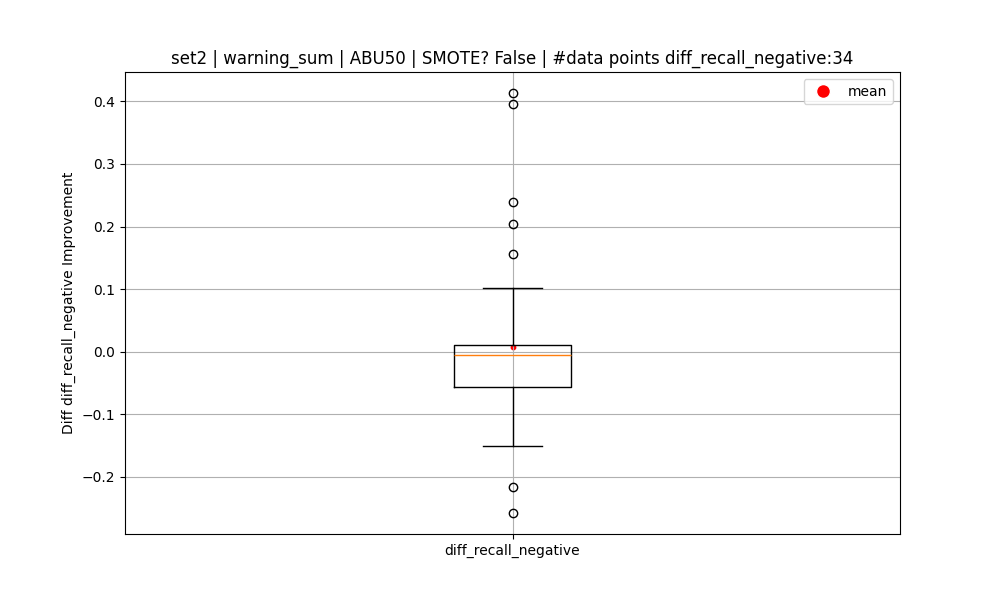 set2 | warning_sum | ABU50 | SMOTE? False | #data points diff_recall_negative:34
mean
Diff diff_recall_negative Improvement
0.4
0.3
0.2
0.1
0.0
−0.1
−0.2
diff_recall_negative